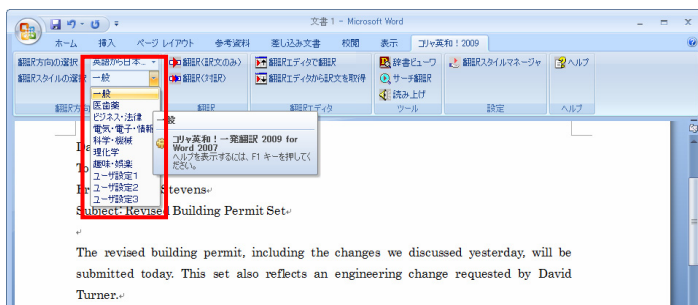 文書 1 - Microsoft Word
ホーム 挿入 ページ レイアウト 参考資料 差し込み文書 校閲 表示 コリャ英和！2009
翻訳方向の選択 英語から日本...
翻訳スタイルの選択 一般
翻訳(訳文のみ)
翻訳(対訳)
翻訳エディタで翻訳
翻訳エディタから訳文を取得
辞書ビューワ
サーチ翻訳
読み上げ
翻訳スタイルマネージャ
ヘルプ
翻訳方 翻訳 翻訳エディタ ツール 設定 ヘルプ
一般
医歯薬
ビジネス・法律
電気・電子・情報
科学・機械
理化学
趣味・娯楽
ユーザ設定1
ユーザ設定2
ユーザ設定3
一般
コリャ英和！一発翻訳 2009 for
Word 2007
ヘルプを表示するには、F1 キーを押してく
ださい。
Da
To
Fr Stevens
Subject: Revised Building Permit Set
The revised building permit, including the changes we discussed yesterday, will be
submitted today. This set also reflects an engineering change requested by David
Turner.